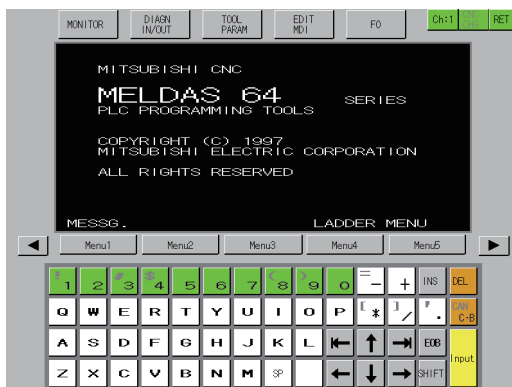 MONITOR
DIAGN
IN/OUT
TOOL
PARAM
EDIT
MDI
F0
Ch:1
CNC
CHG
RET
MITSUBISHI CNC
MELDAS 64 SERIES
PLC PROGRAMMING TOOLS
COPYRIGHT (C) 1997
MITSUBISHI ELECTRIC CORPORATION
ALL RIGHTS RESERVED
MESSG. LADDER MENU
Menu1 Menu2 Menu3 Menu4 Menu5
! 1 " 2 # 3 $ 4 5 6 7 ( 8 ) 9 0 = - + INS DEL
Q W E R T Y U I O P [ * ] / ' . CAN C·B
A S D F G H J K L EOB
Input
Z X C V B N M SP SHIFT